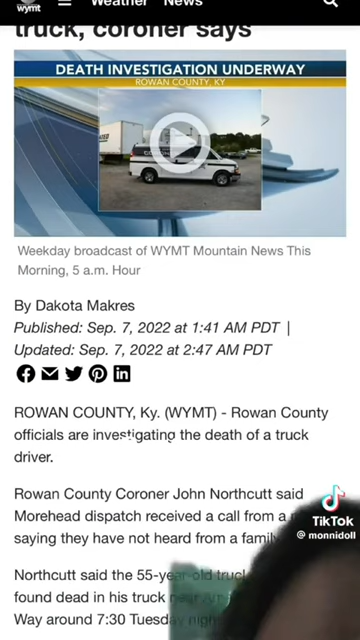 wymt Weather News
truck, coroner says
DEATH INVESTIGATION UNDERWAY
ROWAN COUNTY, KY
Weekday broadcast of WYMT Mountain News This
Morning, 5 a.m. Hour
By Dakota Makres
Published: Sep. 7, 2022 at 1:41 AM PDT |
Updated: Sep. 7, 2022 at 2:47 AM PDT
ROWAN COUNTY, Ky. (WYMT) - Rowan County
officials are investigating the death of a truck
driver.
Rowan County Coroner John Northcutt said
Morehead dispatch received a call from a
saying they have not heard from a
TikTok
@ monnidoll
Northcutt said the 55-year-old
found dead in his truck
Way around 7:30 Tuesday night